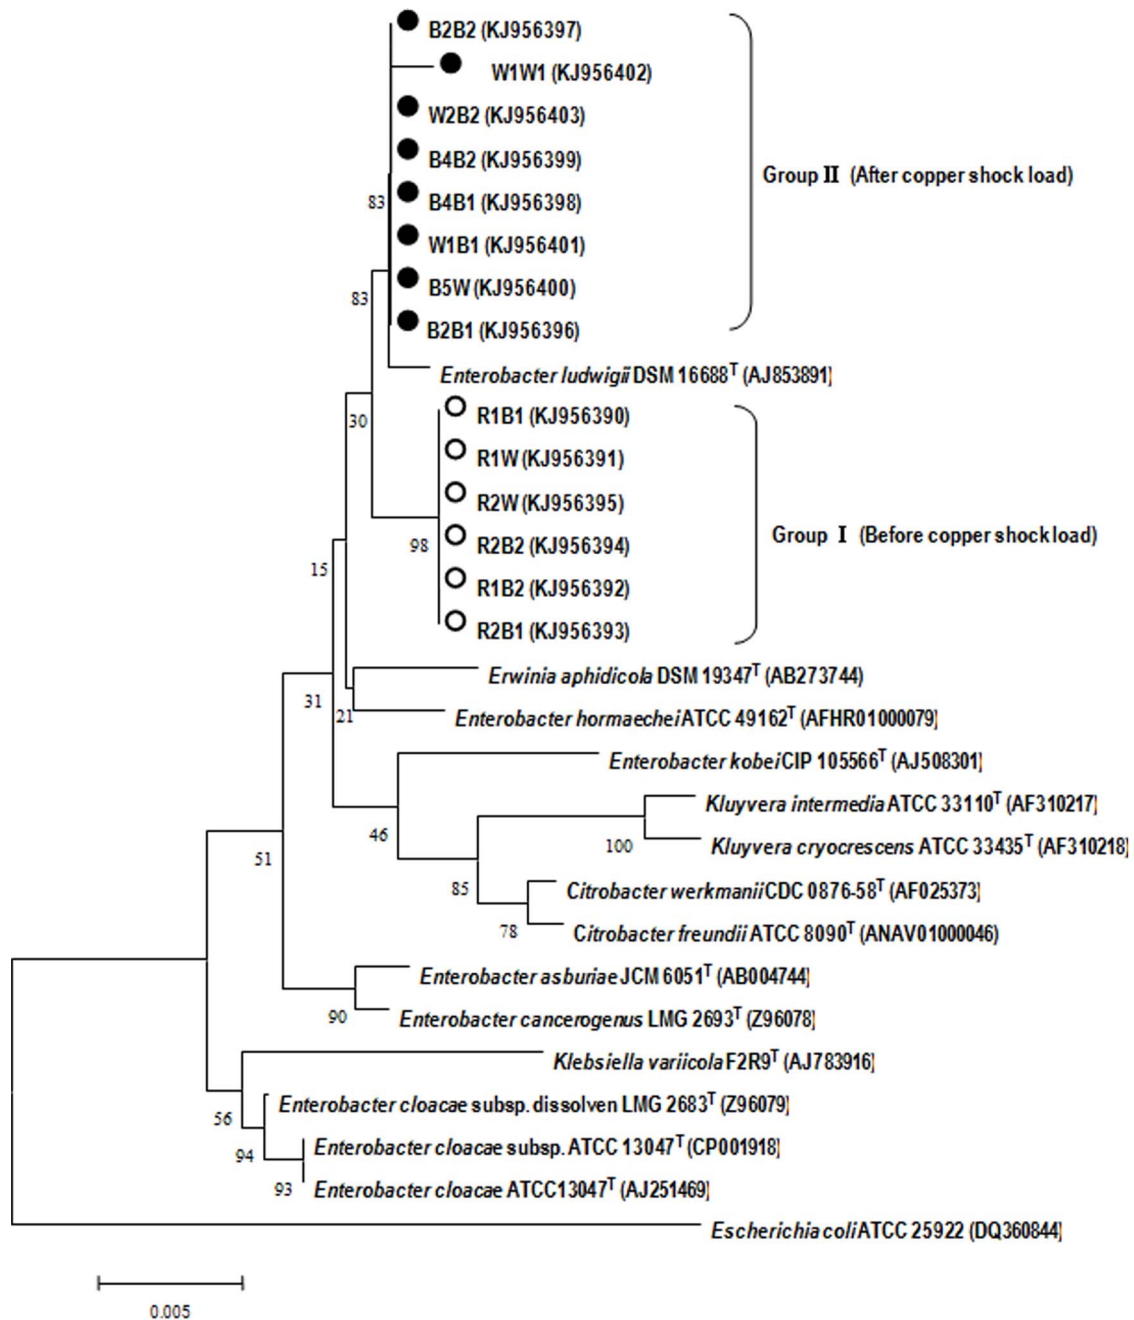 B2B2 (KJ956397)
W1W1 (KJ956402)
W2B2 (KJ956403)
B4B2 (KJ956399)
Group II (After copper shock load)
83
B4B1 (KJ956398)
W1B1 (KJ956401)
B5W (KJ956400)
83
B2B1 (KJ956396)
Enterobacter ludwigii DSM 16688T (AJ853891)
30
R1B1 (KJ956390)
R1W (KJ956391)
R2W (KJ956395)
Group I (Before copper shock load)
98
R2B2 (KJ956394)
15
R1B2 (KJ956392)
R2B1 (KJ956393)
Erwinia aphidicola DSM 19347T (AB273744)
31
21
Enterobacter hormaechei ATCC 49162T (AFHR01000079)
Enterobacter kobei CIP 105566T (AJ508301)
Kluyvera intermedia ATCC 33110T (AF310217)
46
100
Kluyvera cryocrescens ATCC 33435T (AF310218)
51
85
Citrobacter werkmanii CDC 0876-58T (AF025373)
78
Citrobacter freundii ATCC 8090T (ANAV01000046)
Enterobacter asburiae JCM 6051T (AB004744)
90
Enterobacter cancerogenus LMG 2693T (Z96078)
Klebsiella variicola F2R9T (AJ783916)
56
Enterobacter cloacae subsp. dissolven LMG 2683T (Z96079)
94
Enterobacter cloacae subsp. ATCC 13047T (CP001918)
93
Enterobacter cloacae ATCC13047T (AJ251469)
Escherichia coli ATCC 25922 (DQ360844)
0.005